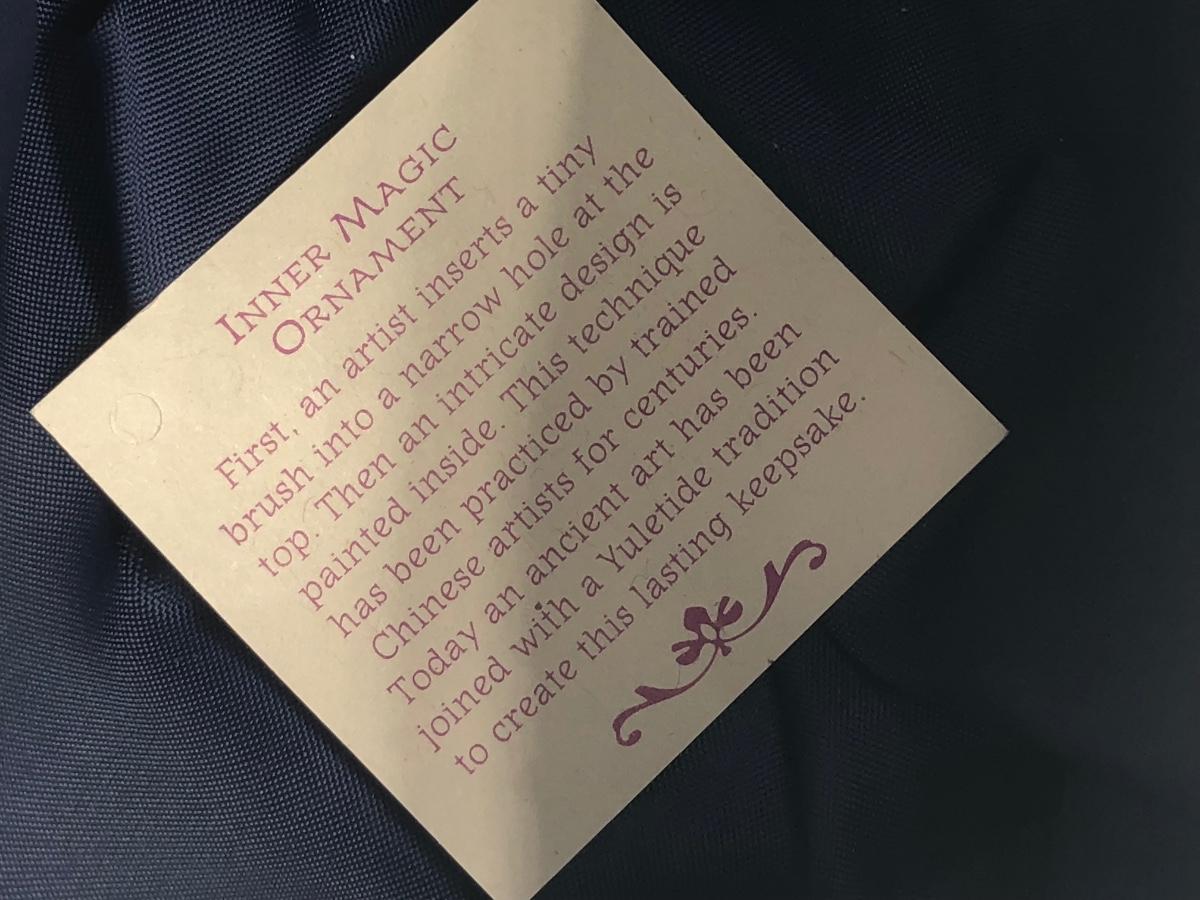 INNER MAGIC
ORNAMENT
First, an artist inserts a tiny
brush into a narrow hole at the
top. Then an intricate design is
painted inside. This technique
has been practiced by trained
Chinese artists for centuries.
Today an ancient art has been
joined with a Yuletide tradition
to create this lasting keepsake.